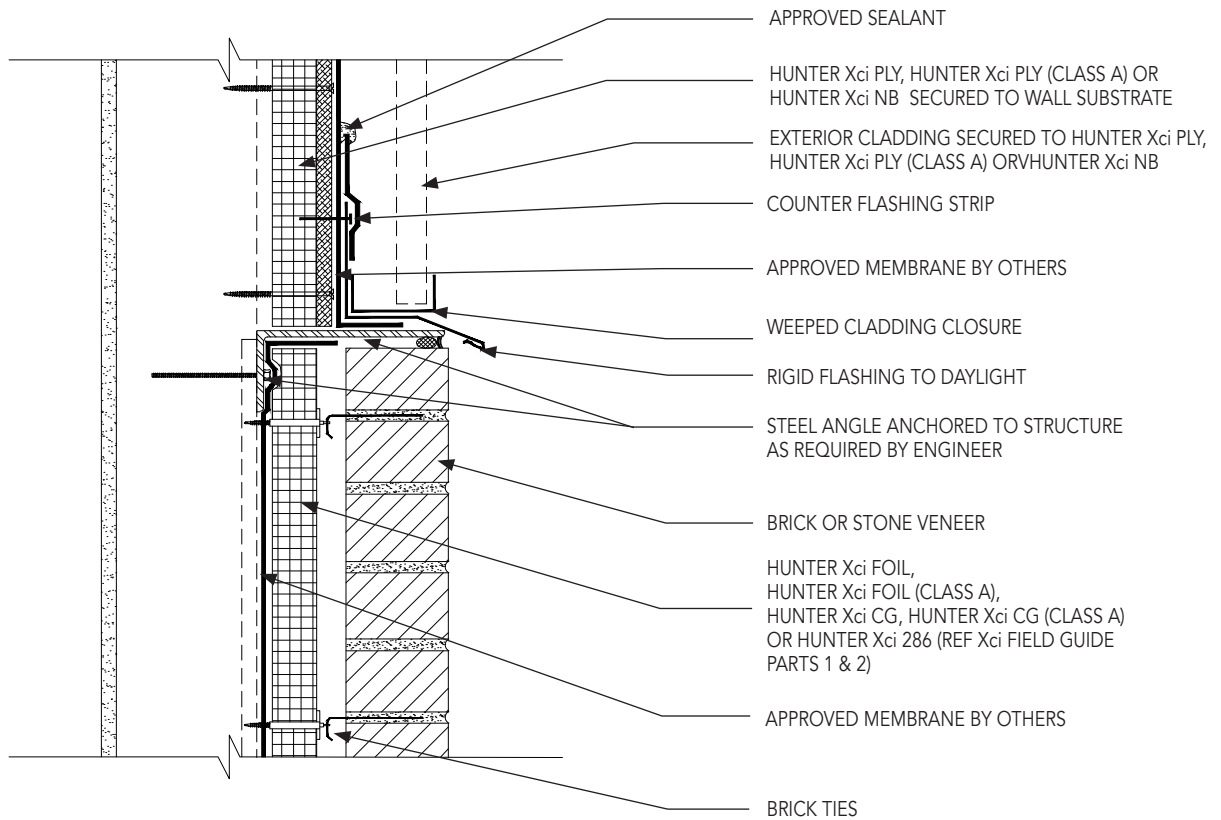 APPROVED SEALANT
HUNTER Xci PLY, HUNTER Xci PLY (CLASS A) OR
HUNTER Xci NB SECURED TO WALL SUBSTRATE
EXTERIOR CLADDING SECURED TO HUNTER Xci PLY,
HUNTER Xci PLY (CLASS A) ORVHUNTER Xci NB
COUNTER FLASHING STRIP
APPROVED MEMBRANE BY OTHERS
WEEPED CLADDING CLOSURE
RIGID FLASHING TO DAYLIGHT
STEEL ANGLE ANCHORED TO STRUCTURE
AS REQUIRED BY ENGINEER
BRICK OR STONE VENEER
HUNTER Xci FOIL,
HUNTER Xci FOIL (CLASS A),
HUNTER Xci CG, HUNTER Xci CG (CLASS A)
OR HUNTER Xci 286 (REF Xci FIELD GUIDE
PARTS 1 & 2)
APPROVED MEMBRANE BY OTHERS
BRICK TIES